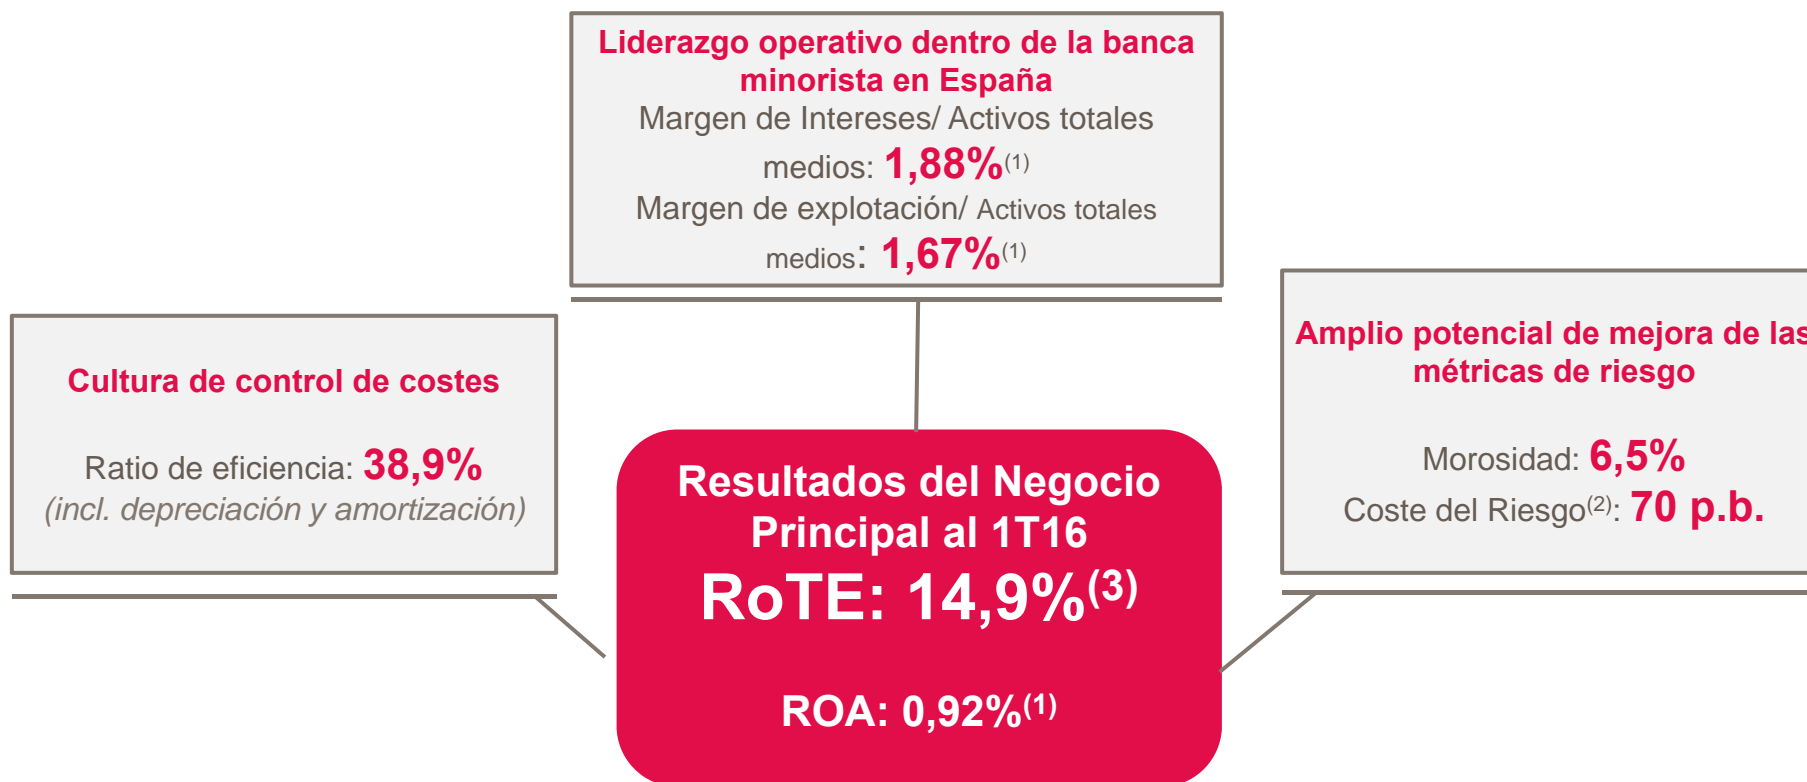 Liderazgo operativo dentro de la banca
minorista en España
Margen de Intereses/ Activos totales
medios: 1,88%(1)
Margen de explotación/ Activos totales
medios: 1,67%(1)
Cultura de control de costes
Ratio de eficiencia: 38,9%
(incl. depreciación y amortización)
Amplio potencial de mejora de las
métricas de riesgo
Morosidad: 6,5%
Coste del Riesgo(2): 70 p.b.
Resultados del Negocio
Principal al 1T16
RoTE: 14,9%(3)
ROA: 0,92%(1)